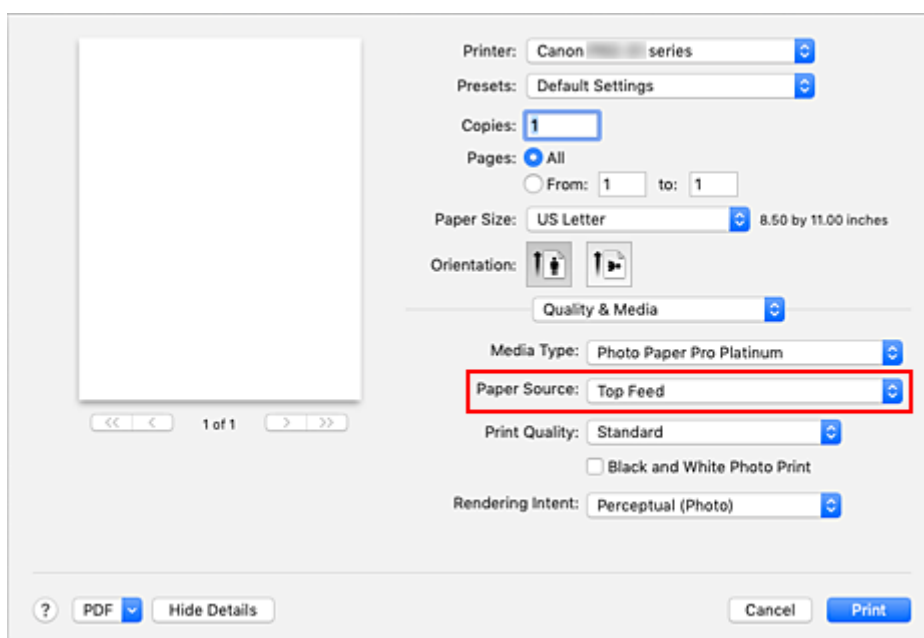 Printer: Canon series
Presets: Default Settings
Copies: 1
Pages: All
From: 1 to: 1
Paper Size: US Letter 8.50 by 11.00 inches
Orientation:
Quality & Media
Media Type: Photo Paper Pro Platinum
Paper Source: Top Feed
1 of 1
Print Quality: Standard
Black and White Photo Print
Rendering Intent: Perceptual (Photo)
? PDF Hide Details Cancel Print